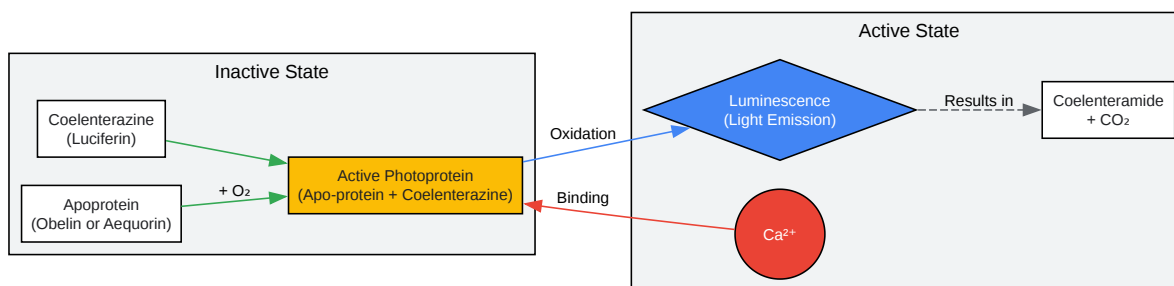 Inactive State
Coelenterazine
(Luciferin)
Apoprotein
(Obelin or Aequorin)
+ O₂
Active Photoprotein
(Apo-protein + Coelenterazine)
Oxidation
Binding
Active State
Luminescence
(Light Emission)
Results in
Coelenteramide
+ CO₂
Ca²⁺